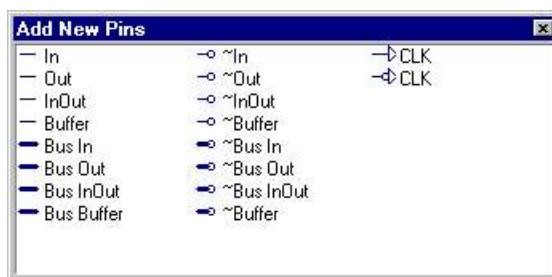 Add New Pins
In
Out
InOut
Buffer
Bus In
Bus Out
Bus InOut
Bus Buffer
~In
~Out
~InOut
~Buffer
~Bus In
~Bus Out
~Bus InOut
~Buffer
CLK
CLK